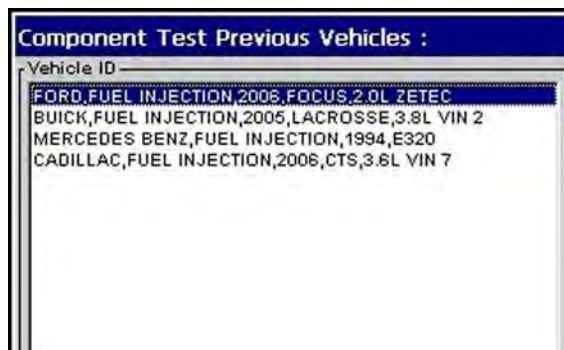 Component Test Previous Vehicles :
Vehicle ID
FORD,FUEL INJECTION,2006,FOCUS,2.0L ZETEC
BUICK,FUEL INJECTION,2005,LACROSSE,3.8L VIN 2
MERCEDES BENZ,FUEL INJECTION,1994,E320
CADILLAC,FUEL INJECTION,2006,CTS,3.6L VIN 7